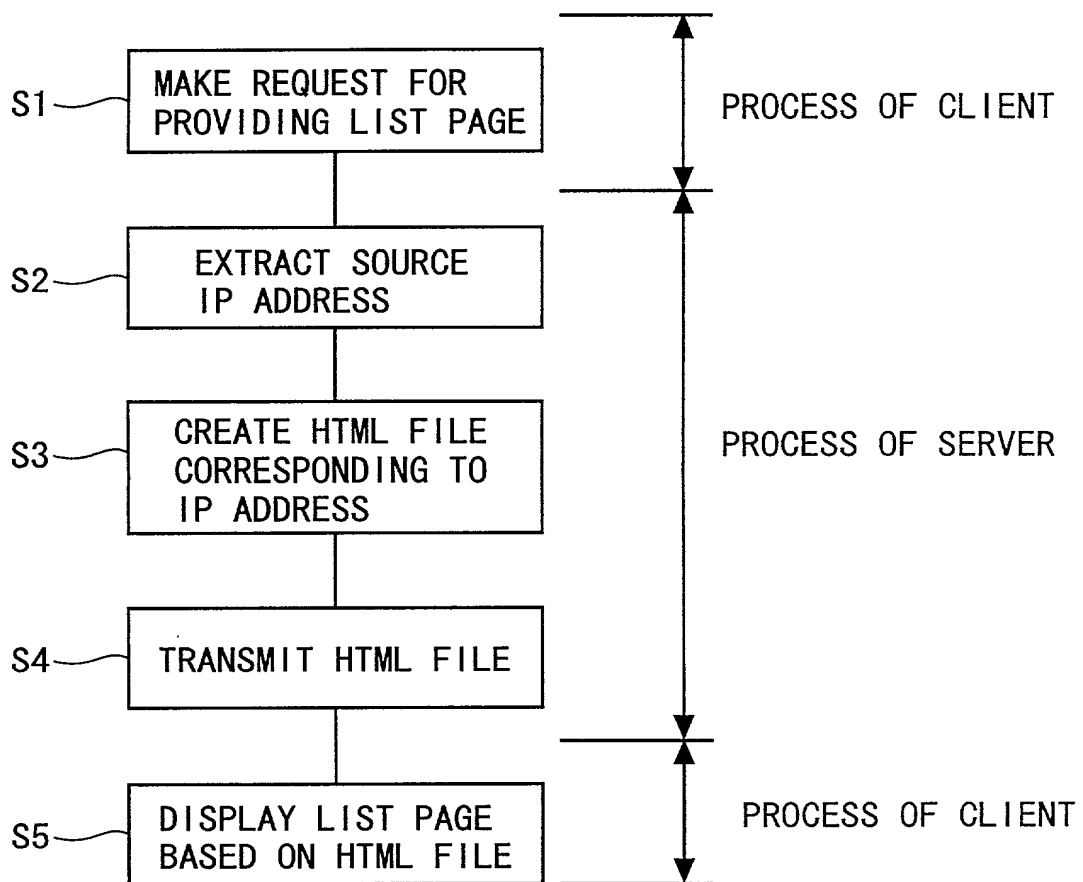 S1
MAKE REQUEST FOR
PROVIDING LIST PAGE
PROCESS OF CLIENT
S2
EXTRACT SOURCE
IP ADDRESS
S3
CREATE HTML FILE
CORRESPONDING TO
IP ADDRESS
PROCESS OF SERVER
S4
TRANSMIT HTML FILE
S5
DISPLAY LIST PAGE
BASED ON HTML FILE
PROCESS OF CLIENT